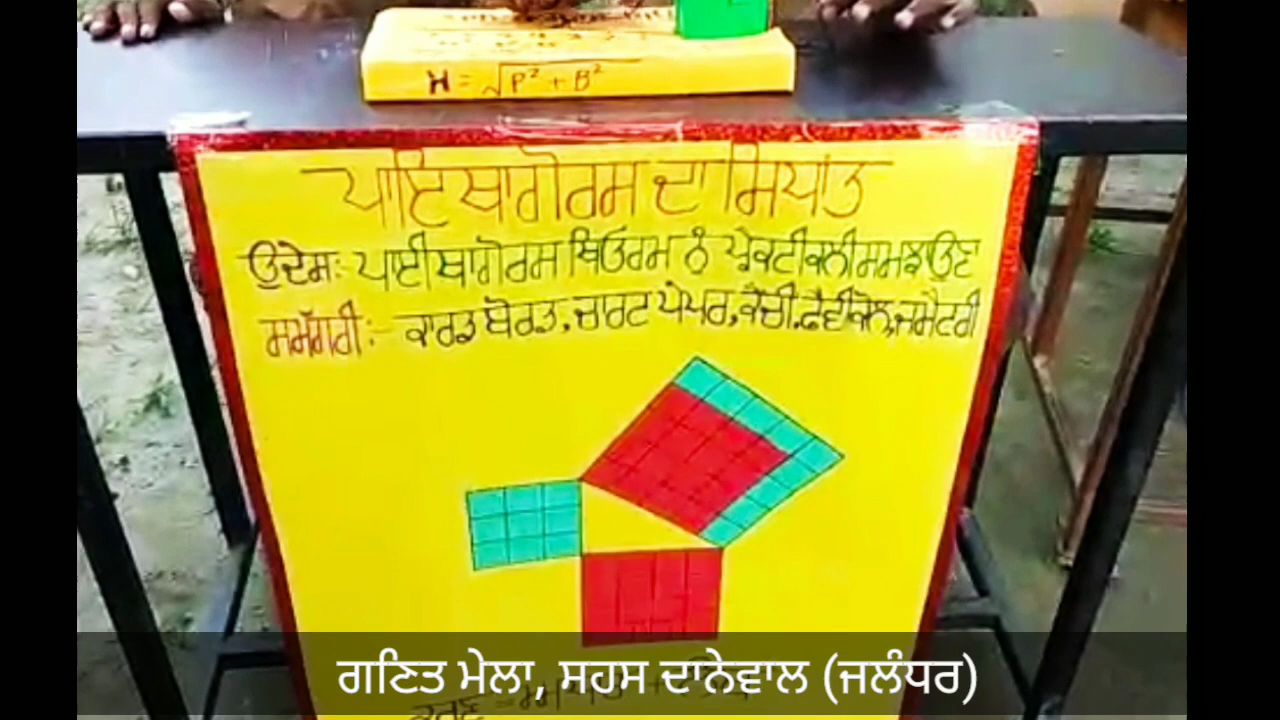 H = √P² + B²
ਪਾਇਥਾਗੋਰਸ ਦਾ ਸਿਧਾਂਤ
ਉਦੇਸ਼:- ਪਾਈਥਾਗੋਰਸ ਥਿਓਰਮ ਨੂੰ ਪ੍ਰੈਕਟੀਕਲੀ ਸਮਝਾਉਣਾ
ਸਮੱਗਰੀ:- ਕਾਰਡ ਬੋਰਡ, ਚਾਰਟ ਪੇਪਰ, ਕੈਂਚੀ, ਫੈਵੀਕੋਲ, ਜਮੈਟਰੀ
ਗਣਿਤ ਮੇਲਾ, ਸਹਸ ਦਾਨੇਵਾਲ (ਜਲੰਧਰ)